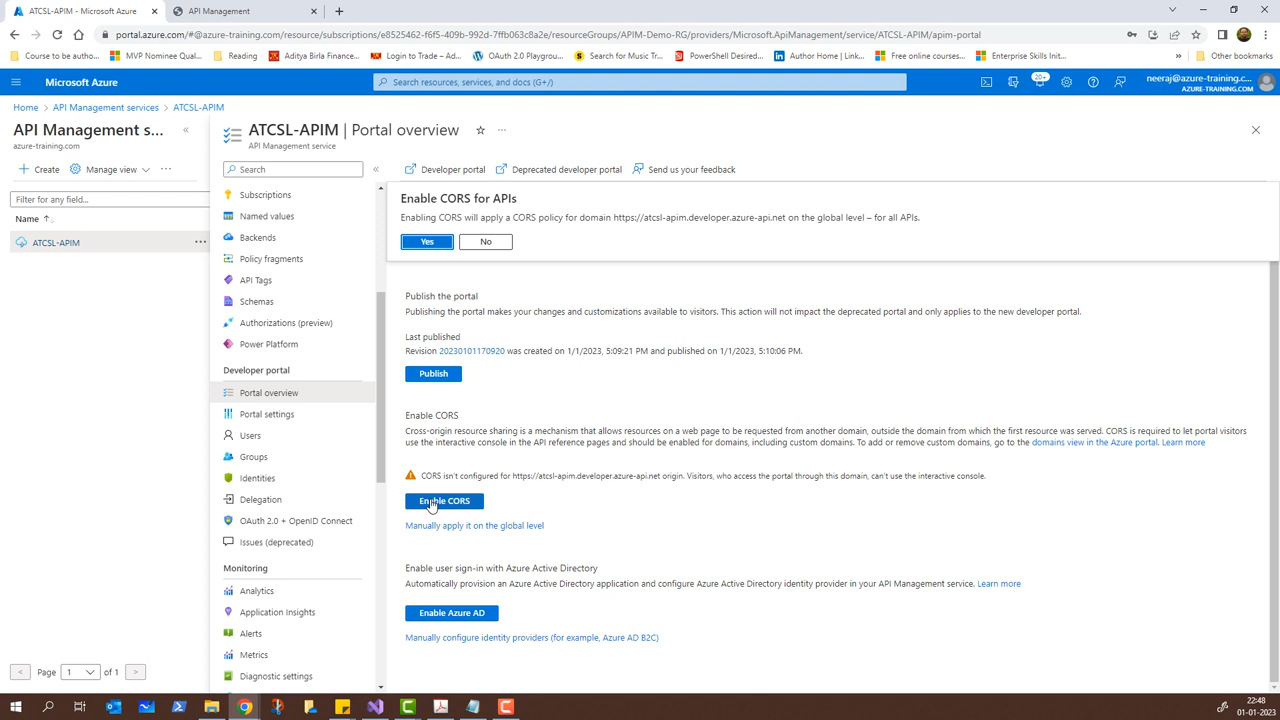 ATCSL-APIM - Microsoft Azure
API Management
portal.azure.com/#@azure-training.com/resource/subscriptions/e8525462-f6f5-409b-992d-7ffb063c8a2e/resourceGroups/APIM-Demo-RG/providers/Microsoft.ApiManagement/service/ATCSL-APIM/apim-portal
Course to be autho...
MVP Nominee Qualif...
Reading
Aditya Birla Financ...
Login to Trade – Ad...
OAuth 2.0 Playgrou...
Search for Music Tr...
PowerShell Desired...
Author Home | Link...
Free online courses...
Enterprise Skills Init...
Other bookmarks
Microsoft Azure
Search resources, services, and docs (G+/)
20+
neeraj@azure-training.c...
AZURE-TRAINING.COM
Home
API Management services
ATCSL-APIM
API Management s...
azure-training.com
Create
Manage view
Filter for any field...
Name
ATCSL-APIM
Page
1
of 1
ATCSL-APIM | Portal overview
API Management service
Search
Subscriptions
Named values
Backends
Policy fragments
API Tags
Schemas
Authorizations (preview)
Power Platform
Developer portal
Portal overview
Portal settings
Users
Groups
Identities
Delegation
OAuth 2.0 + OpenID Connect
Issues (deprecated)
Monitoring
Analytics
Application Insights
Alerts
Metrics
Diagnostic settings
Developer portal
Deprecated developer portal
Send us your feedback
Enable CORS for APIs
Enabling CORS will apply a CORS policy for domain https://atcsl-apim.developer.azure-api.net on the global level – for all APIs.
Yes
No
Publish the portal
Publishing the portal makes your changes and customizations available to visitors. This action will not impact the deprecated portal and only applies to the new developer portal.
Last published
Revision 20230101170920 was created on 1/1/2023, 5:09:21 PM and published on 1/1/2023, 5:10:06 PM.
Publish
Enable CORS
Cross-origin resource sharing is a mechanism that allows resources on a web page to be requested from another domain, outside the domain from which the first resource was served. CORS is required to let portal visitors
use the interactive console in the API reference pages and should be enabled for domains, including custom domains. To add or remove custom domains, go to the domains view in the Azure portal. Learn more
CORS isn't configured for https://atcsl-apim.developer.azure-api.net origin. Visitors, who access the portal through this domain, can't use the interactive console.
Enable CORS
Manually apply it on the global level
Enable user sign-in with Azure Active Directory
Automatically provision an Azure Active Directory application and configure Azure Active Directory identity provider in your API Management service. Learn more
Enable Azure AD
Manually configure identity providers (for example, Azure AD B2C)
22:48
01-01-2023